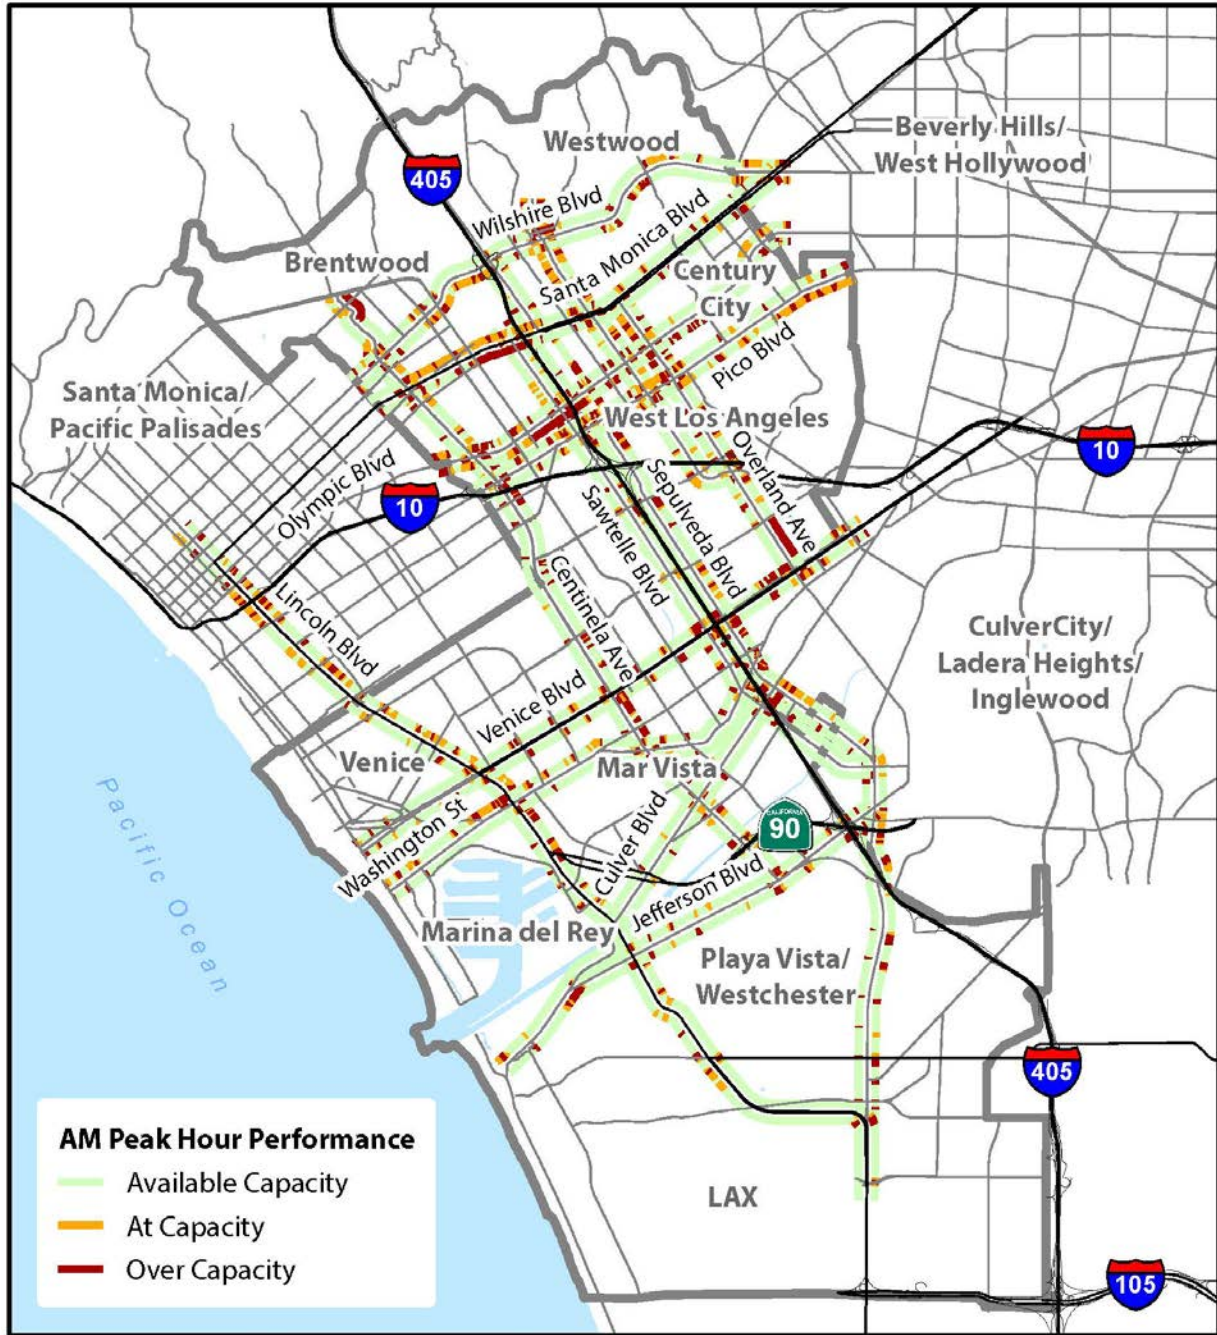 Westwood
Beverly Hills/
West Hollywood
405
Wilshire Blvd
Santa Monica Blvd
Brentwood
Century
City
Pico Blvd
Santa Monica/
Pacific Palisades
West Los Angeles
10
Olympic Blvd
10
Overland Ave
Sepulveda Blvd
Sawtelle Blvd
Centinela Ave
Lincoln Blvd
CulverCity/
Ladera Heights/
Inglewood
Venice Blvd
Venice
Mar Vista
Pacific Ocean
Washington St
Culver Blvd
CALIFORNIA
90
Jefferson Blvd
Marina del Rey
Playa Vista/
Westchester
405
AM Peak Hour Performance
Available Capacity
At Capacity
Over Capacity
LAX
105